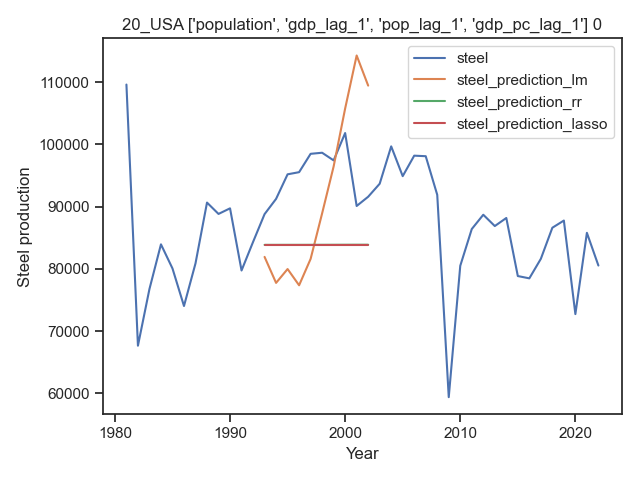 20_USA ['population', 'gdp_lag_1', 'pop_lag_1', 'gdp_pc_lag_1'] 0
steel
steel_prediction_lm
steel_prediction_rr
steel_prediction_lasso
Steel production
110000
100000
90000
80000
70000
60000
1980
1990
2000
2010
2020
Year